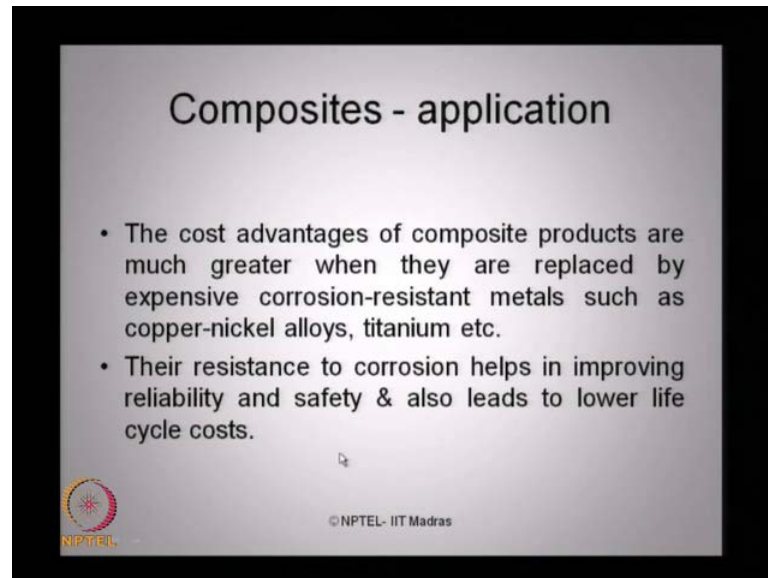 Composites - application
• The cost advantages of composite products are
much greater when they are replaced by
expensive corrosion-resistant metals such as
copper-nickel alloys, titanium etc.
• Their resistance to corrosion helps in improving
reliability and safety & also leads to lower life
cycle costs.
NPTEL
©NPTEL- IIT Madras